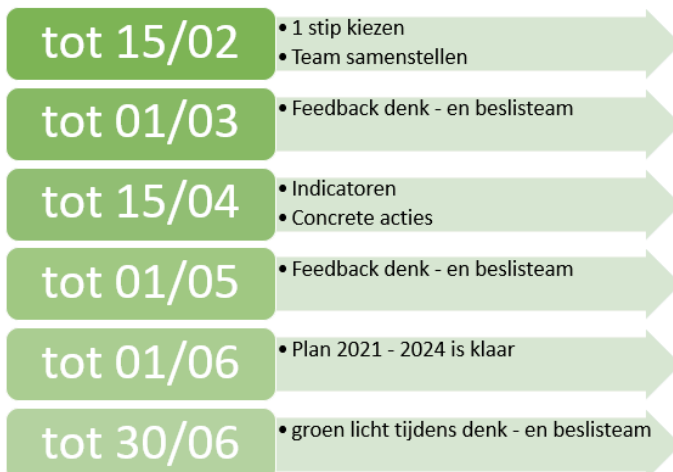 tot 15/02
• 1 stip kiezen
• Team samenstellen
tot 01/03
• Feedback denk - en beslisteam
tot 15/04
• Indicatoren
• Concrete acties
tot 01/05
• Feedback denk - en beslisteam
tot 01/06
• Plan 2021 - 2024 is klaar
tot 30/06
• groen licht tijdens denk - en beslisteam